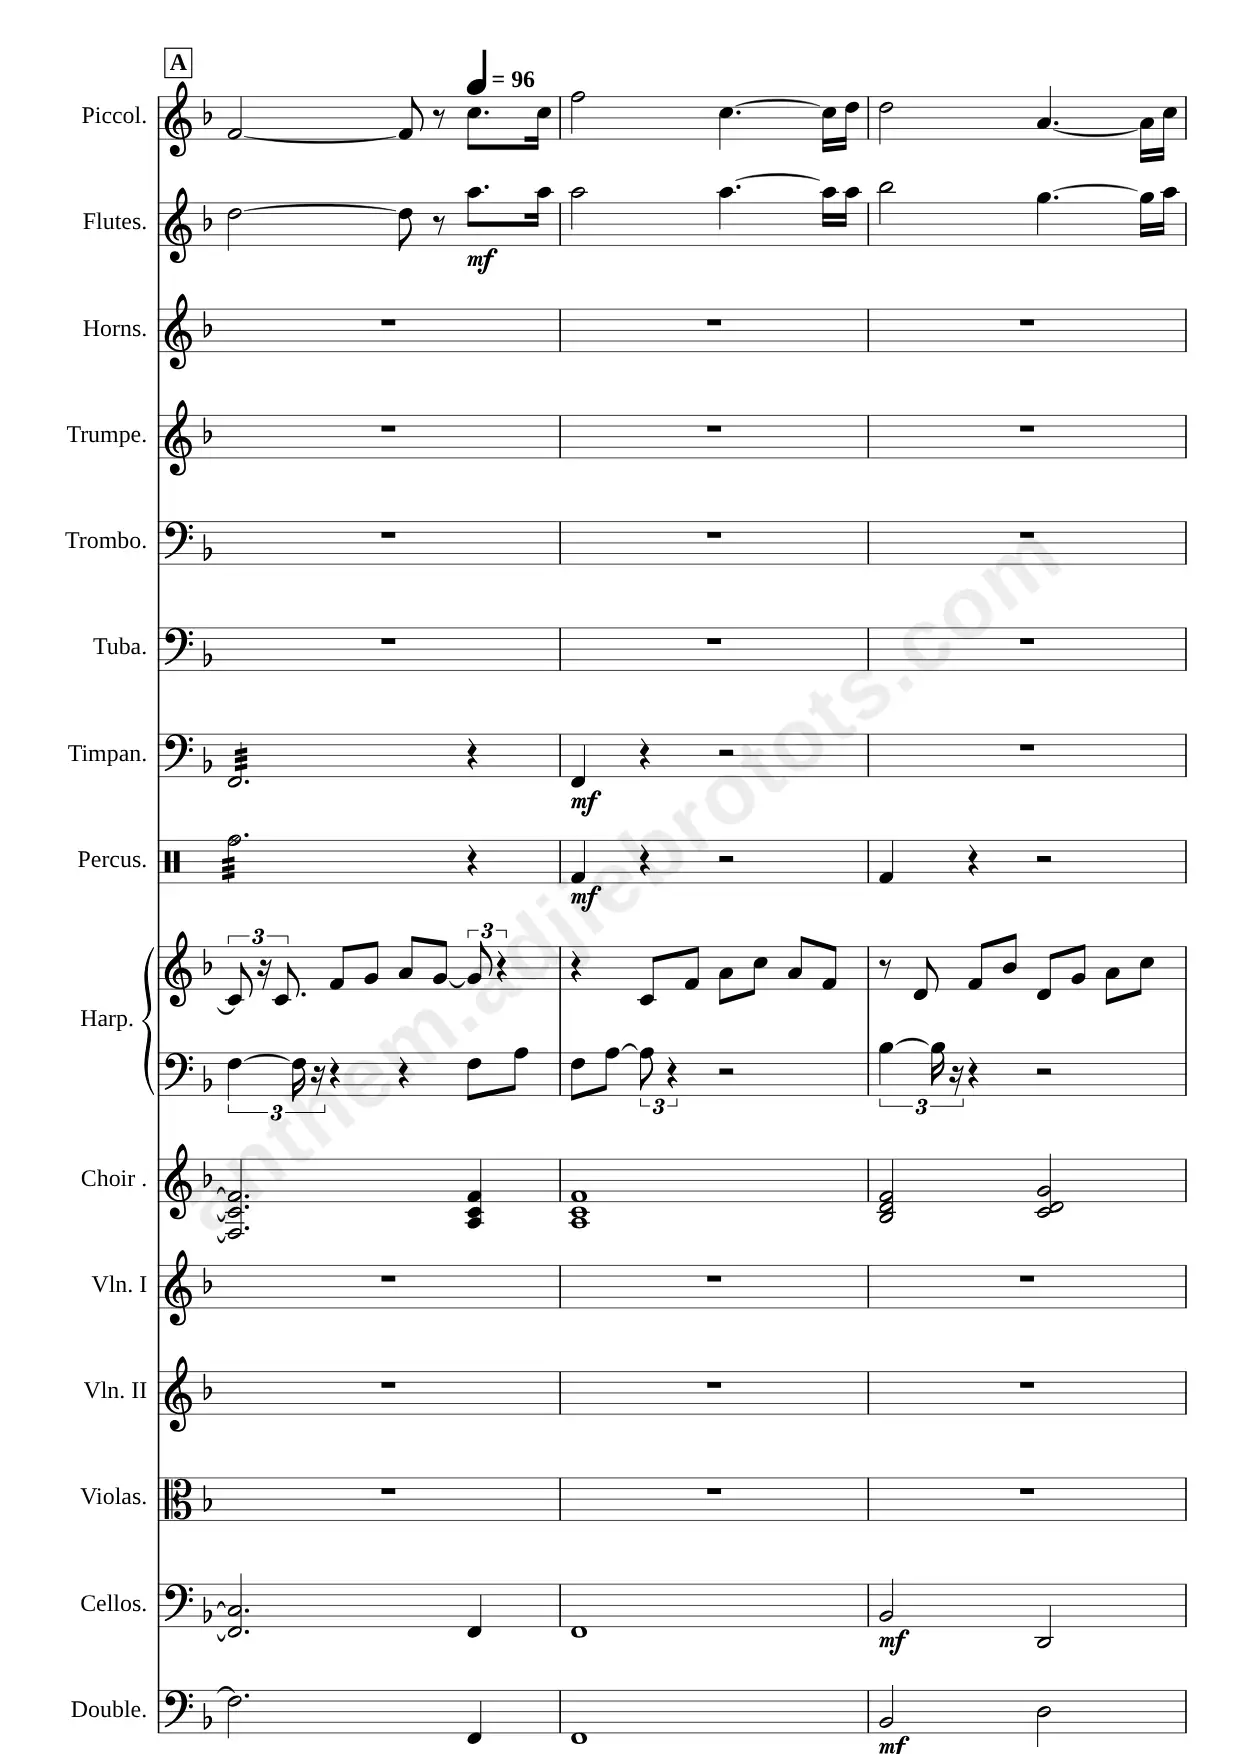 A
= 96
Piccol.
Flutes.
mf
Horns.
Trumpe.
Trombo.
Tuba.
Timpan.
mf
Percus.
mf
3
3
Harp.
3
3
3
Choir .
Vln. I
Vln. II
Violas.
Cellos.
mf
Double.
mf
anthem.adjiebrotots.com